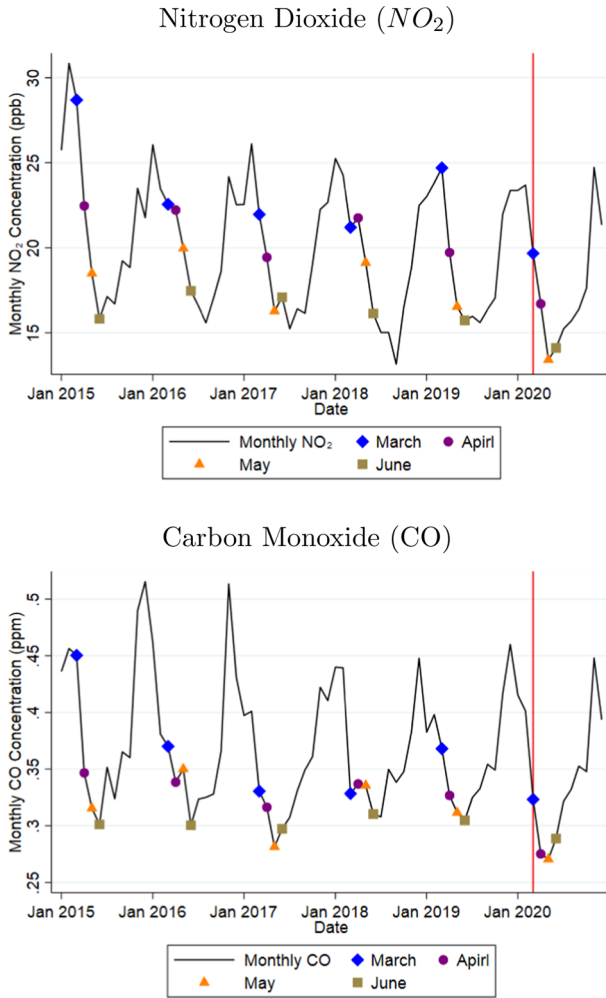 Nitrogen Dioxide (NO₂)
Monthly NO₂ Concentration (ppb)
30
25
20
15
Jan 2015 Jan 2016 Jan 2017 Jan 2018 Jan 2019 Jan 2020
Date
Monthly NO₂ March Apirl
May June
Carbon Monoxide (CO)
Monthly CO Concentration (ppm)
.5
.45
.4
.35
.3
.25
Jan 2015 Jan 2016 Jan 2017 Jan 2018 Jan 2019 Jan 2020
Date
Monthly CO March Apirl
May June